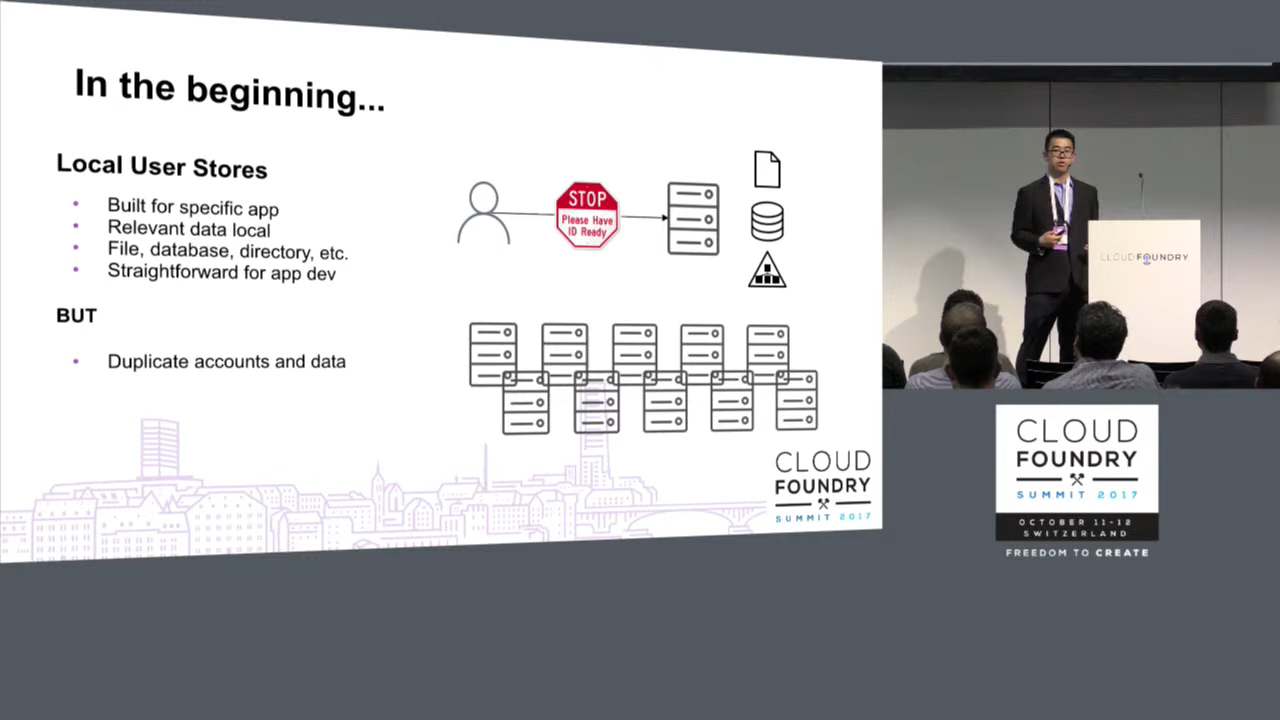 In the beginning...
Local User Stores
• Built for specific app
• Relevant data local
• File, database, directory, etc.
• Straightforward for app dev
BUT
• Duplicate accounts and data
STOP
Please Have
ID Ready
CLOUD
FOUNDRY
SUMMIT 2017
CLOUD FOUNDRY
CLOUD
FOUNDRY
SUMMIT 2017
OCTOBER 11-12
SWITZERLAND
FREEDOM TO CREATE